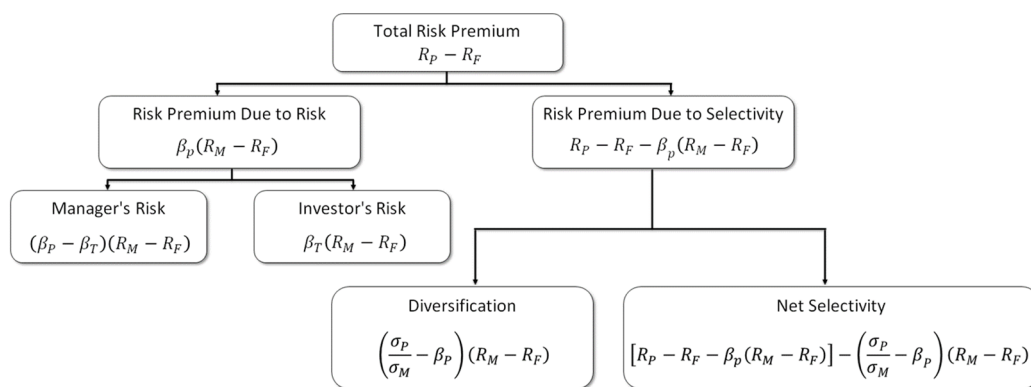 Total Risk Premium
R_P − R_F
Risk Premium Due to Risk
β_p(R_M − R_F)
Risk Premium Due to Selectivity
R_P − R_F − β_p(R_M − R_F)
Manager's Risk
(β_P − β_T)(R_M − R_F)
Investor's Risk
β_T(R_M − R_F)
Diversification
(σ_P/σ_M − β_P)(R_M − R_F)
Net Selectivity
[R_P − R_F − β_p(R_M − R_F)] − (σ_P/σ_M − β_p)(R_M − R_F)